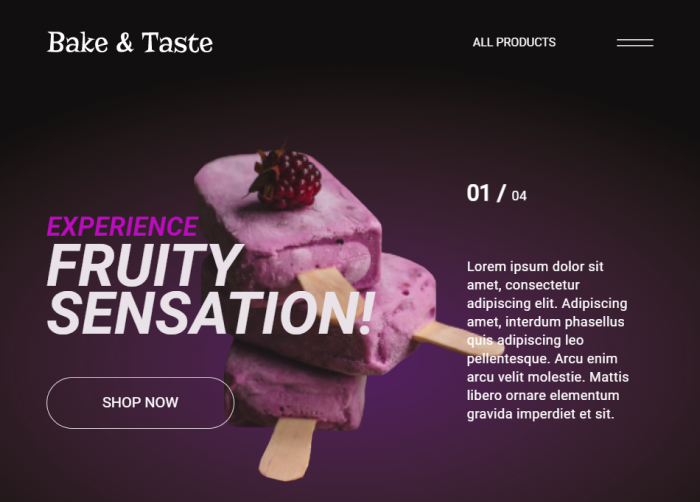 Bake & Taste
ALL PRODUCTS
EXPERIENCE
FRUITY
SENSATION!
SHOP NOW
01 / 04
Lorem ipsum dolor sit
amet, consectetur
adipiscing elit. Adipiscing
amet, interdum phasellus
quis adipiscing leo
pellentesque. Arcu enim
arcu velit molestie. Mattis
libero ornare elementum
gravida imperdiet et sit.